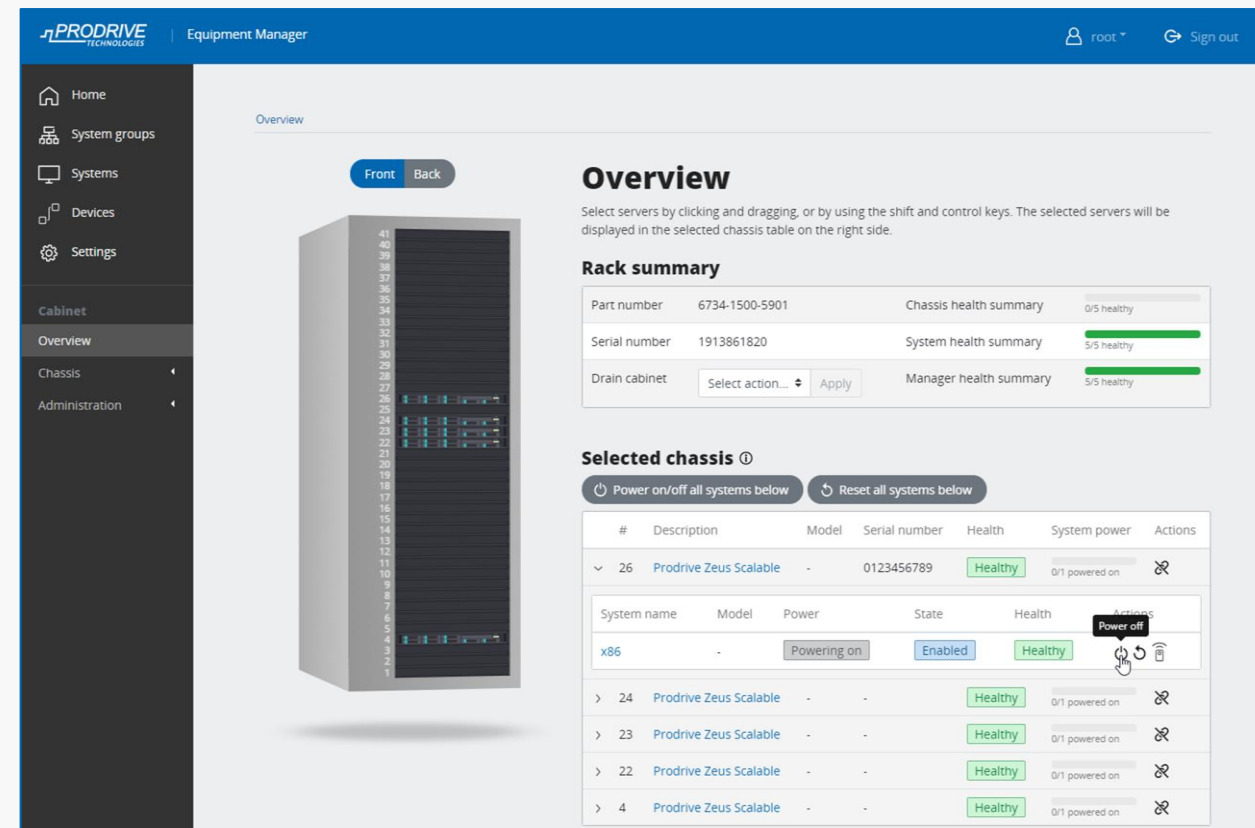 PRODRIVE
TECHNOLOGIES
Equipment Manager
root
Sign out
Home
System groups
Systems
Devices
Settings
Cabinet
Overview
Chassis
Administration
Overview
Front Back
41
40
39
38
37
36
35
34
33
32
31
30
29
28
27
26
25
24
23
22
21
20
19
18
17
16
15
14
13
12
11
10
9
8
7
6
5
4
3
2
1
Overview
Select servers by clicking and dragging, or by using the shift and control keys. The selected servers will be
displayed in the selected chassis table on the right side.
Rack summary
Part number 6734-1500-5901 Chassis health summary 0/5 healthy
Serial number 1913861820 System health summary 5/5 healthy
Drain cabinet Select action... Apply Manager health summary 5/5 healthy
Selected chassis
Power on/off all systems below Reset all systems below
# Description Model Serial number Health System power Actions
26 Prodrive Zeus Scalable - 0123456789 Healthy 0/1 powered on
System name Model Power State Health Actions
Power off
x86 - Powering on Enabled Healthy
24 Prodrive Zeus Scalable - - Healthy 0/1 powered on
23 Prodrive Zeus Scalable - - Healthy 0/1 powered on
22 Prodrive Zeus Scalable - - Healthy 0/1 powered on
4 Prodrive Zeus Scalable - - Healthy 0/1 powered on